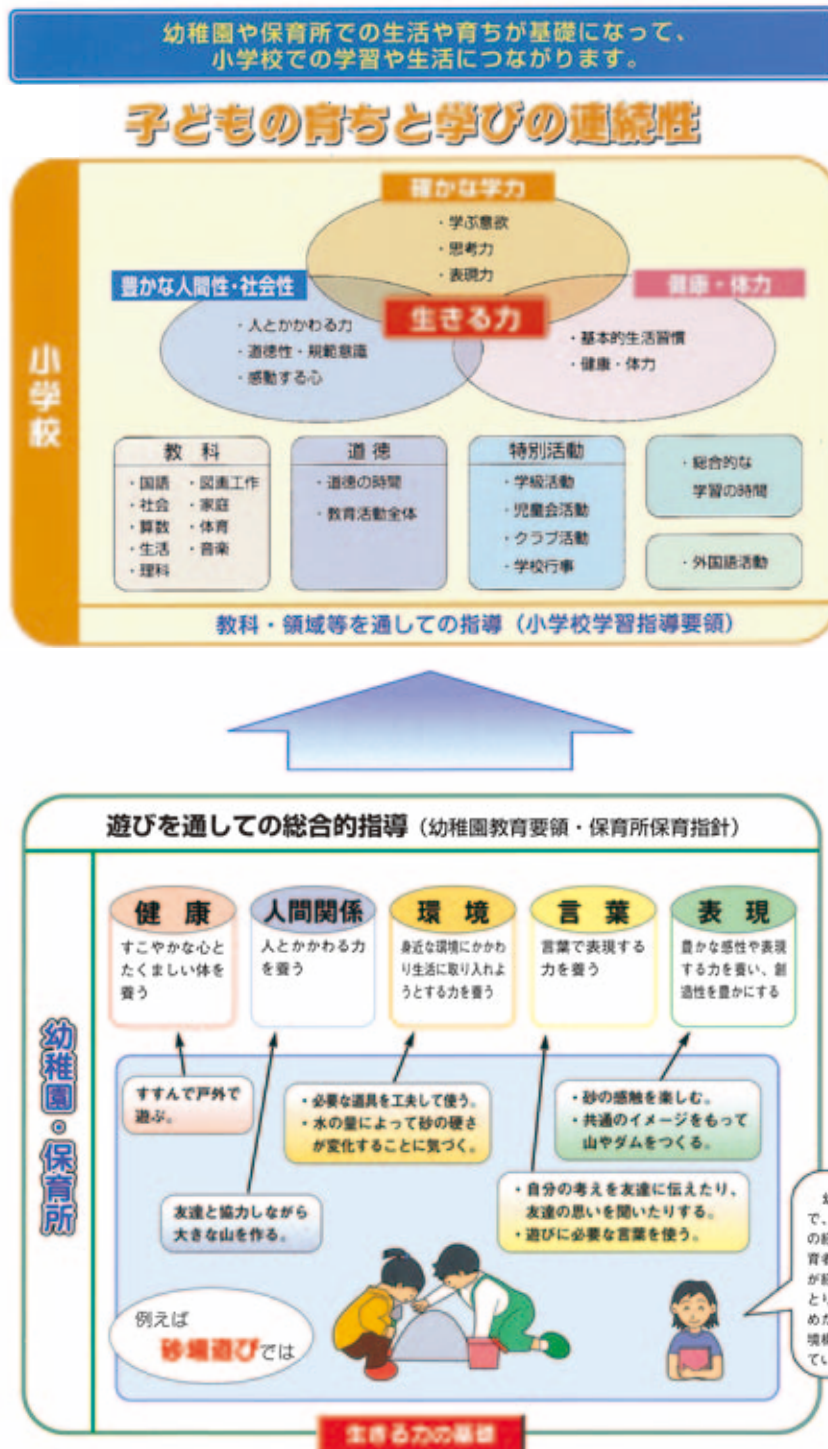 幼稚園や保育所での生活や育ちが基礎になって、
小学校での学習や生活につながります。
子どもの育ちと学びの連続性
小学校
確かな学力
・学ぶ意欲
・思考力
・表現力
豊かな人間性・社会性
健康・体力
生きる力
・人とかかわる力
・道徳性・規範意識
・感動する心
・基本的生活習慣
・健康・体力
教 科
・国語 ・図画工作
・社会 ・家庭
・算数 ・体育
・生活 ・音楽
・理科
道 徳
・道徳の時間
・教育活動全体
特別活動
・学級活動
・児童会活動
・クラブ活動
・学校行事
・総合的な
学習の時間
・外国語活動
教科・領域等を通しての指導（小学校学習指導要領）
遊びを通しての総合的指導（幼稚園教育要領・保育所保育指針）
幼稚園・保育所
健 康
すこやかな心と
たくましい体を
養う
人間関係
人とかかわる力
を養う
環 境
身近な環境にかかわ
り生活に取り入れよ
うとする力を養う
言 葉
言葉で表現する
力を養う
表 現
豊かな感性や表現
する力を養い、創
造性を豊かにする
すすんで戸外で
遊ぶ。
・必要な道具を工夫して使う。
・水の量によって砂の硬さ
が変化することに気づく。
・砂の感触を楽しむ。
・共通のイメージをもって
山やダムをつくる。
友達と協力しながら
大きな山を作る。
・自分の考えを友達に伝えたり、
友達の思いを聞いたりする。
・遊びに必要な言葉を使う。
例えば
砂場遊びでは
で、
の経
育者
が経
とり
めた
境構
てい
生きる力の基礎